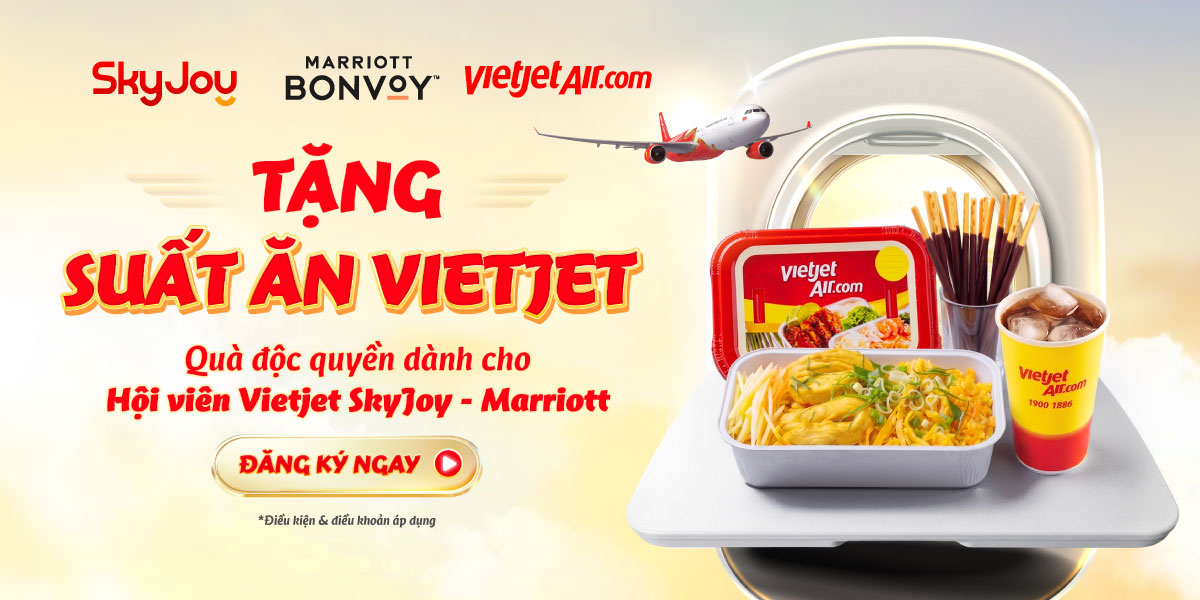 SkyJoy
MARRIOTT
BONVOY™
vietjetAir.com
TẶNG
SUẤT ĂN VIETJET
Quà độc quyền dành cho
Hội viên Vietjet SkyJoy - Marriott
ĐĂNG KÝ NGAY
*Điều kiện & điều khoản áp dụng
vietjet
Air.com
vietjet
Air.com
1900 1886